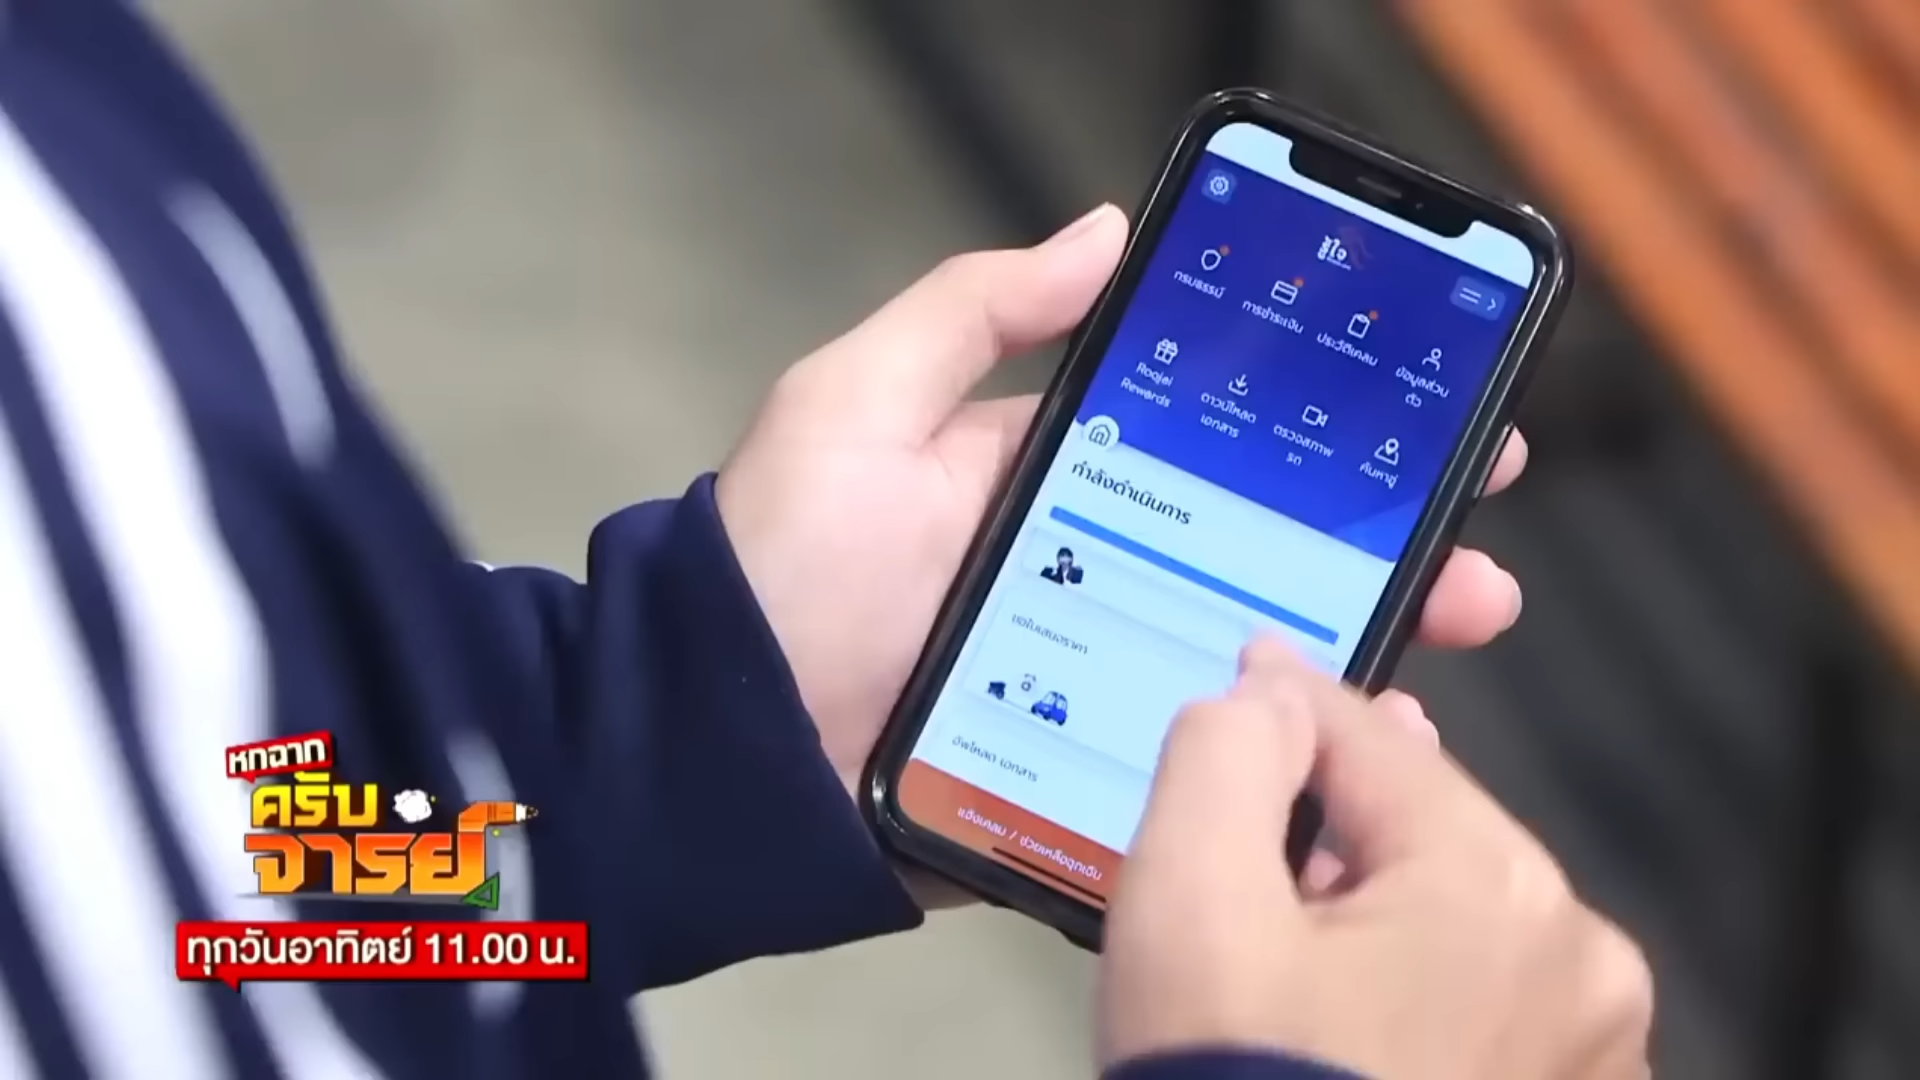 รู้ใจ
กรมธรรม์
การชำระเงิน
ประวัติเคลม
ข้อมูลส่วน
ตัว
Roojai
Rewards
ดาวน์โหลด
เอกสาร
ตรวจสภาพ
รถ
ค้นหาอู่
กำลังดำเนินการ
ขอใบเสนอราคา
อัพโหลด เอกสาร
แจ้งเคลม / ช่วยเหลือฉุกเฉิน
หกฉาก
ครับ
จารย์
ทุกวันอาทิตย์ 11.00 น.